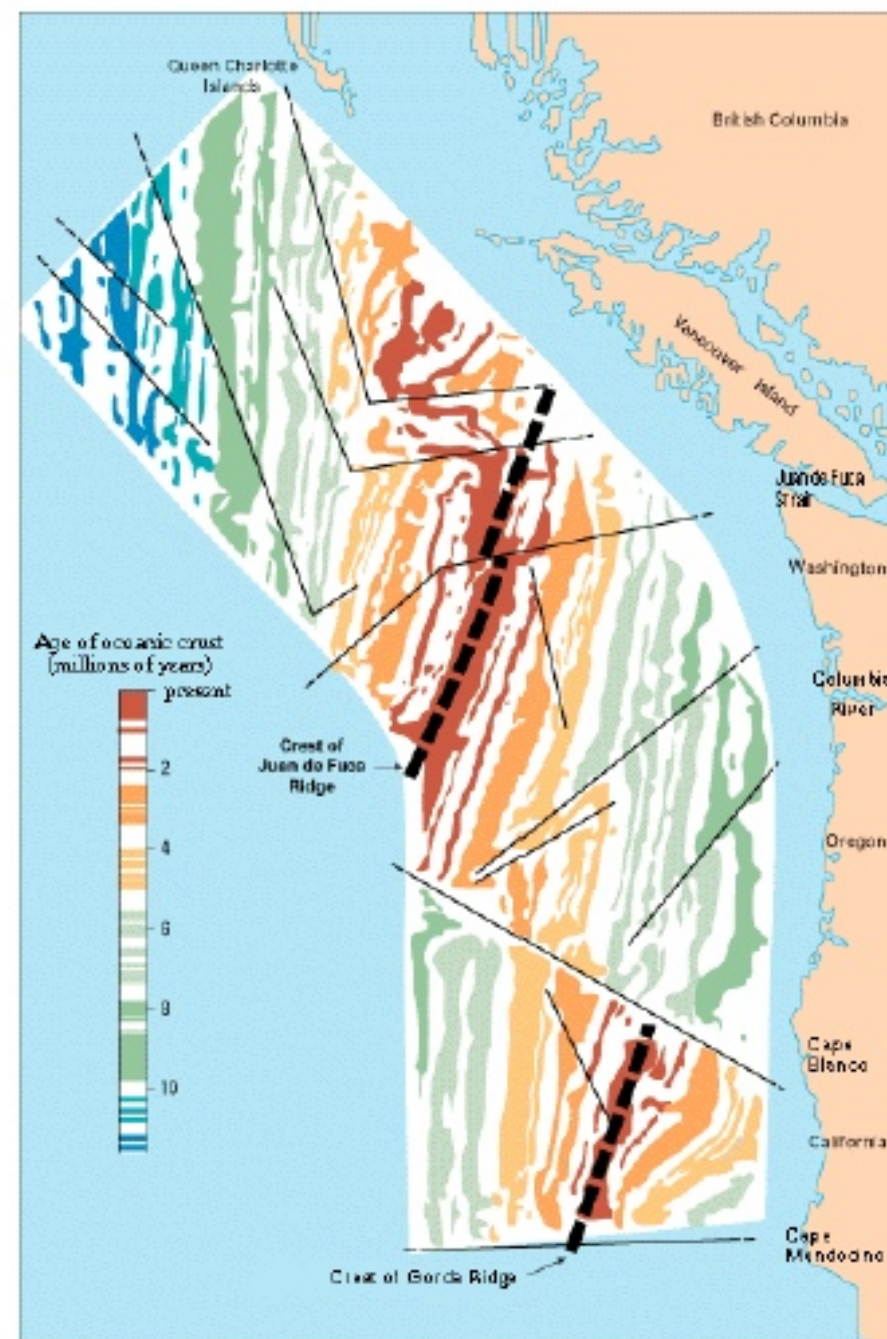 Queen Charlotte
Islands
British Columbia
Vancouver Island
Juan de Fuca
Strait
Washington
Age of oceanic crust
(millions of years)
present
2
4
6
8
10
Columbia
River
Crest of
Juan de Fuca
Ridge
Oregon
Cape
Blanco
California
Cape
Mendocino
Crest of Gorda Ridge